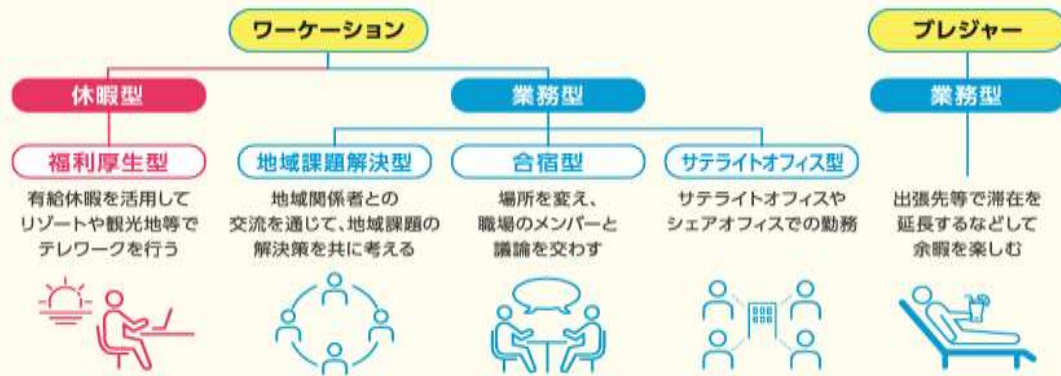 ワーケーション
ブレジャー
休暇型
業務型
業務型
福利厚生型
地域課題解決型
合宿型
サテライトオフィス型
有給休暇を活用して
リゾートや観光地等で
テレワークを行う
地域関係者との
交流を通じて、地域課題の
解決策を共に考える
場所を変え、
職場のメンバーと
議論を交わす
サテライトオフィスや
シェアオフィスでの勤務
出張先等で滞在を
延長するなどして
余暇を楽しむ